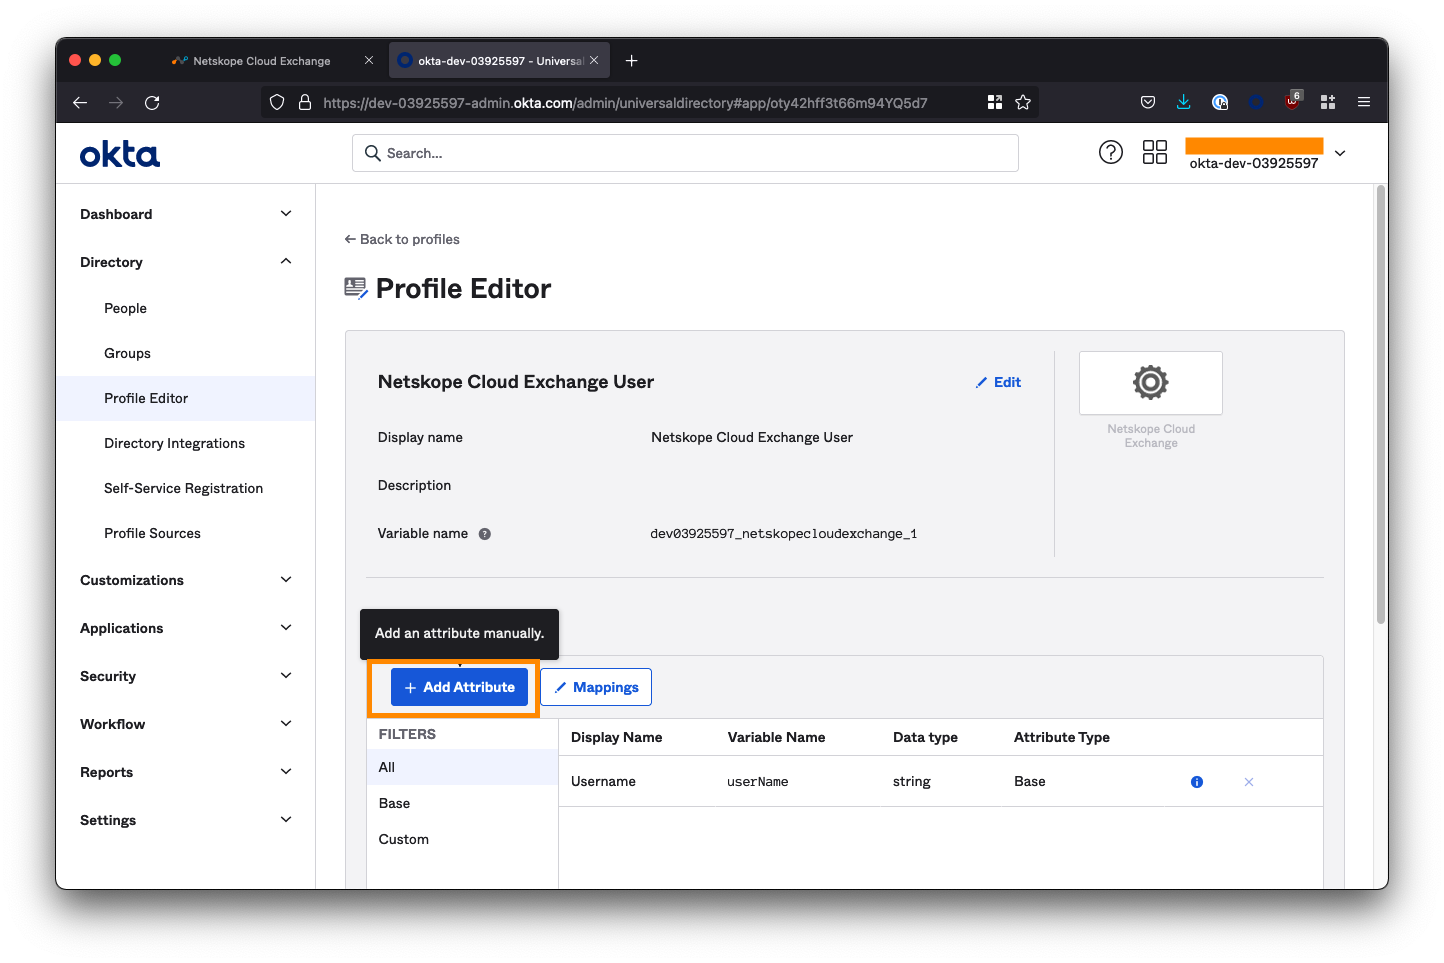 Netskope Cloud Exchange
okta-dev-03925597 - Universal
https://dev-03925597-admin.okta.com/admin/universaldirectory#app/oty42hff3t66m94YQ5d7
6
okta
Search...
okta-dev-03925597
Dashboard
Directory
People
Groups
Profile Editor
Directory Integrations
Self-Service Registration
Profile Sources
Customizations
Applications
Security
Workflow
Reports
Settings
← Back to profiles
Profile Editor
Netskope Cloud Exchange User
Edit
Netskope Cloud
Exchange
Display name Netskope Cloud Exchange User
Description
Variable name dev03925597_netskopecloudexchange_1
Add an attribute manually.
+ Add Attribute
Mappings
FILTERS
All
Base
Custom
Display Name Variable Name Data type Attribute Type
Username userName string Base